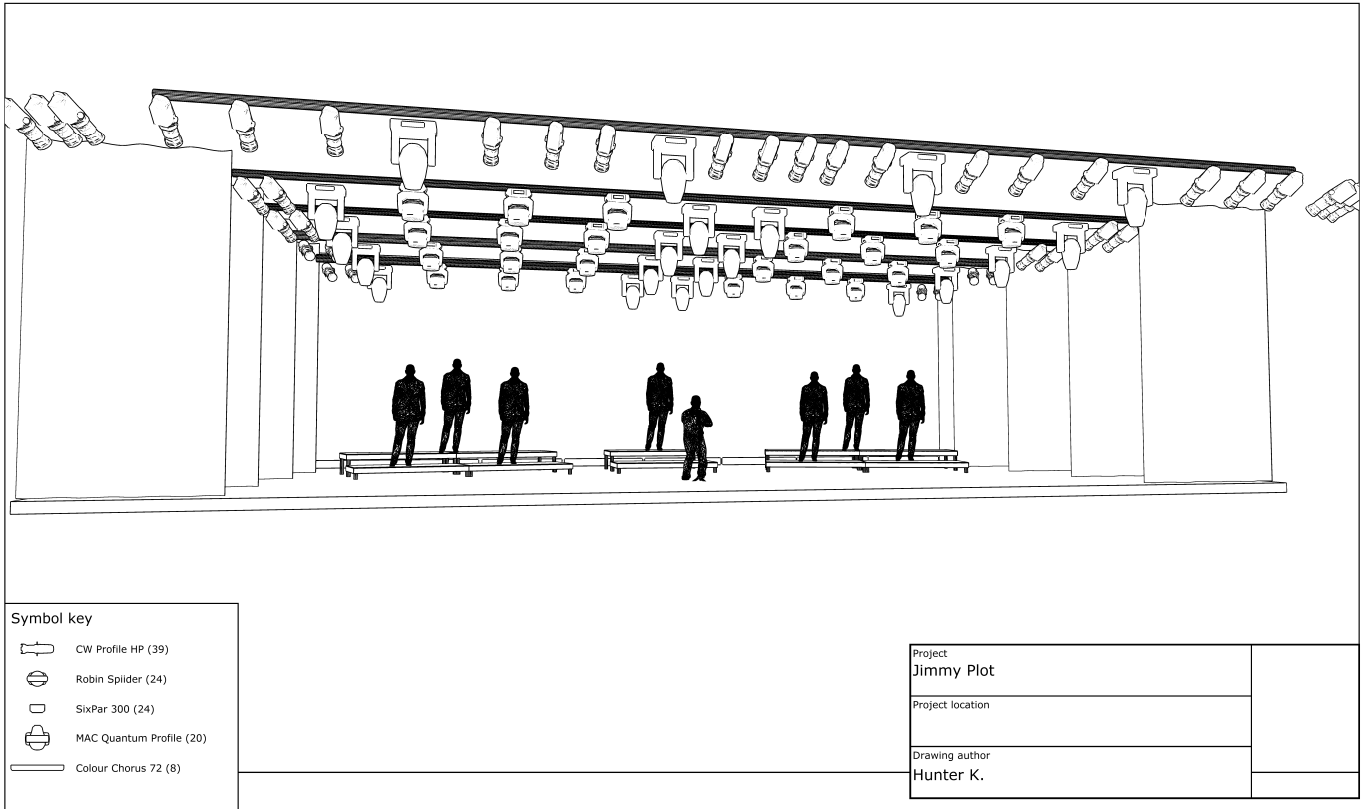 Symbol key
CW Profile HP (39)
Robin Spiider (24)
SixPar 300 (24)
MAC Quantum Profile (20)
Colour Chorus 72 (8)
Project
Jimmy Plot
Project location
Drawing author
Hunter K.